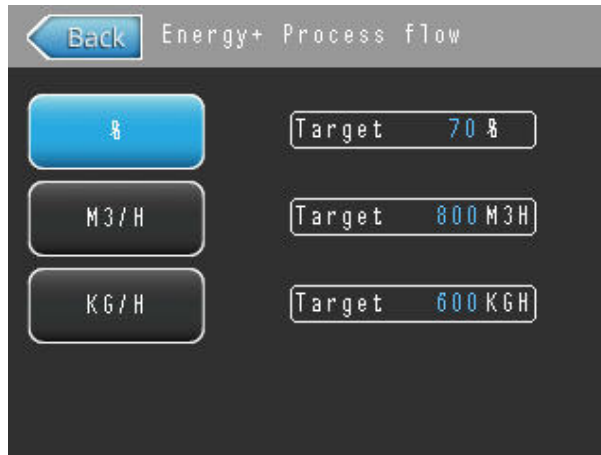 Back Energy+ Process flow
% Target 70 %
M3/H Target 800 M3H
KG/H Target 600 KGH